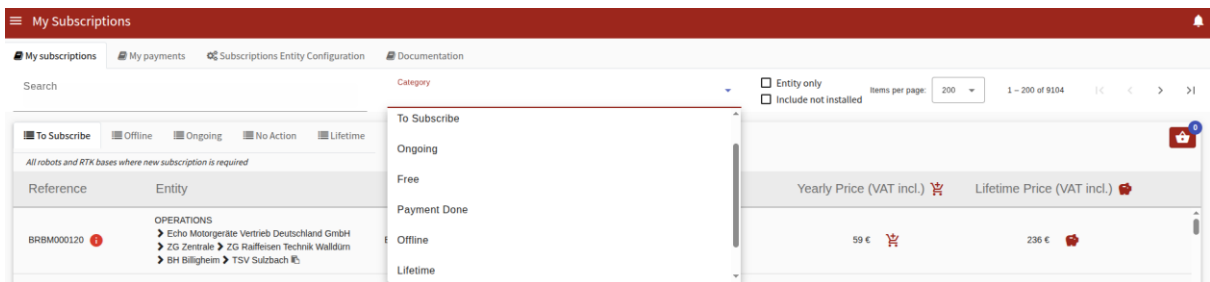 My Subscriptions
My subscriptions My payments Subscriptions Entity Configuration Documentation
Search
Category
Entity only
Include not installed
Items per page: 200 1 – 200 of 9104
To Subscribe Offline Ongoing No Action Lifetime
0
All robots and RTK bases where new subscription is required
Reference Entity Yearly Price (VAT incl.) Lifetime Price (VAT incl.)
To Subscribe
Ongoing
Free
Payment Done
Offline
Lifetime
BRBM000120
OPERATIONS
Echo Motorgeräte Vertrieb Deutschland GmbH
ZG Zentrale ZG Raiffeisen Technik Walldürn
BH Billigheim TSV Sulzbach
59 € 236 €